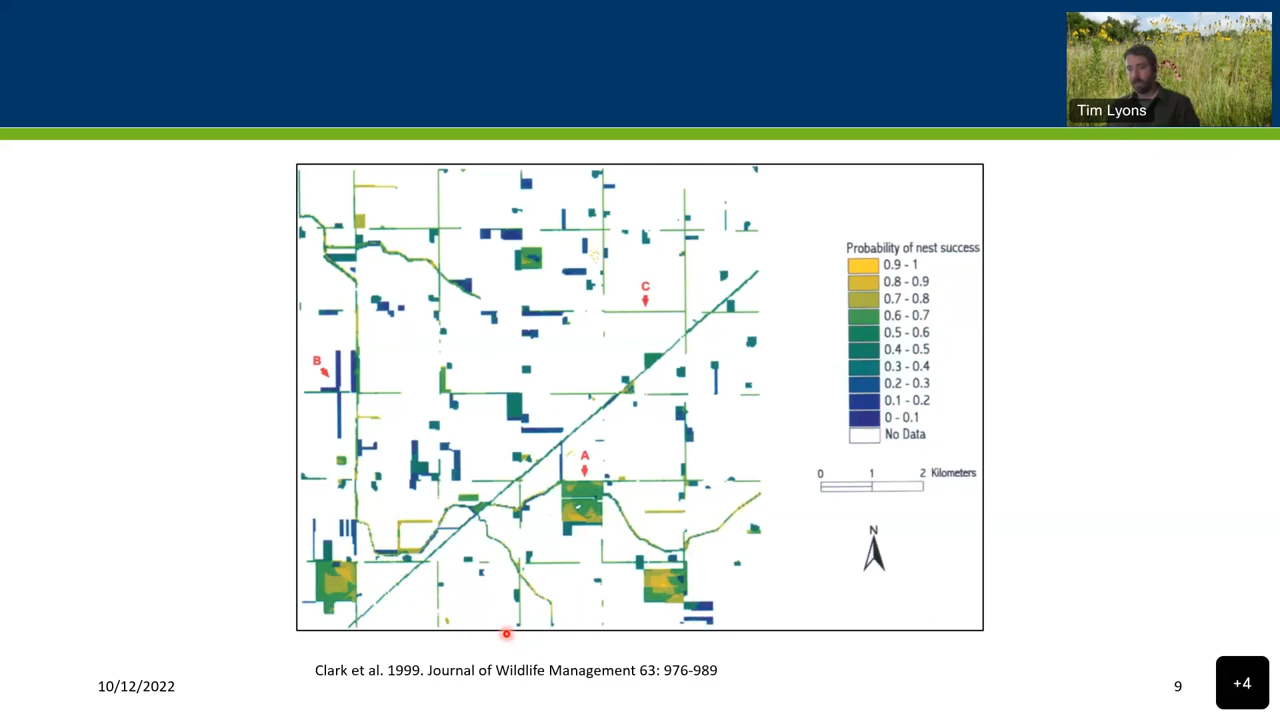 Tim Lyons
Probability of nest success
0.9 - 1
0.8 - 0.9
0.7 - 0.8
0.6 - 0.7
0.5 - 0.6
0.4 - 0.5
0.3 - 0.4
0.2 - 0.3
0.1 - 0.2
0 - 0.1
No Data
C
B
A
0 1 2 Kilometers
N
Clark et al. 1999. Journal of Wildlife Management 63: 976-989
10/12/2022
9
+4